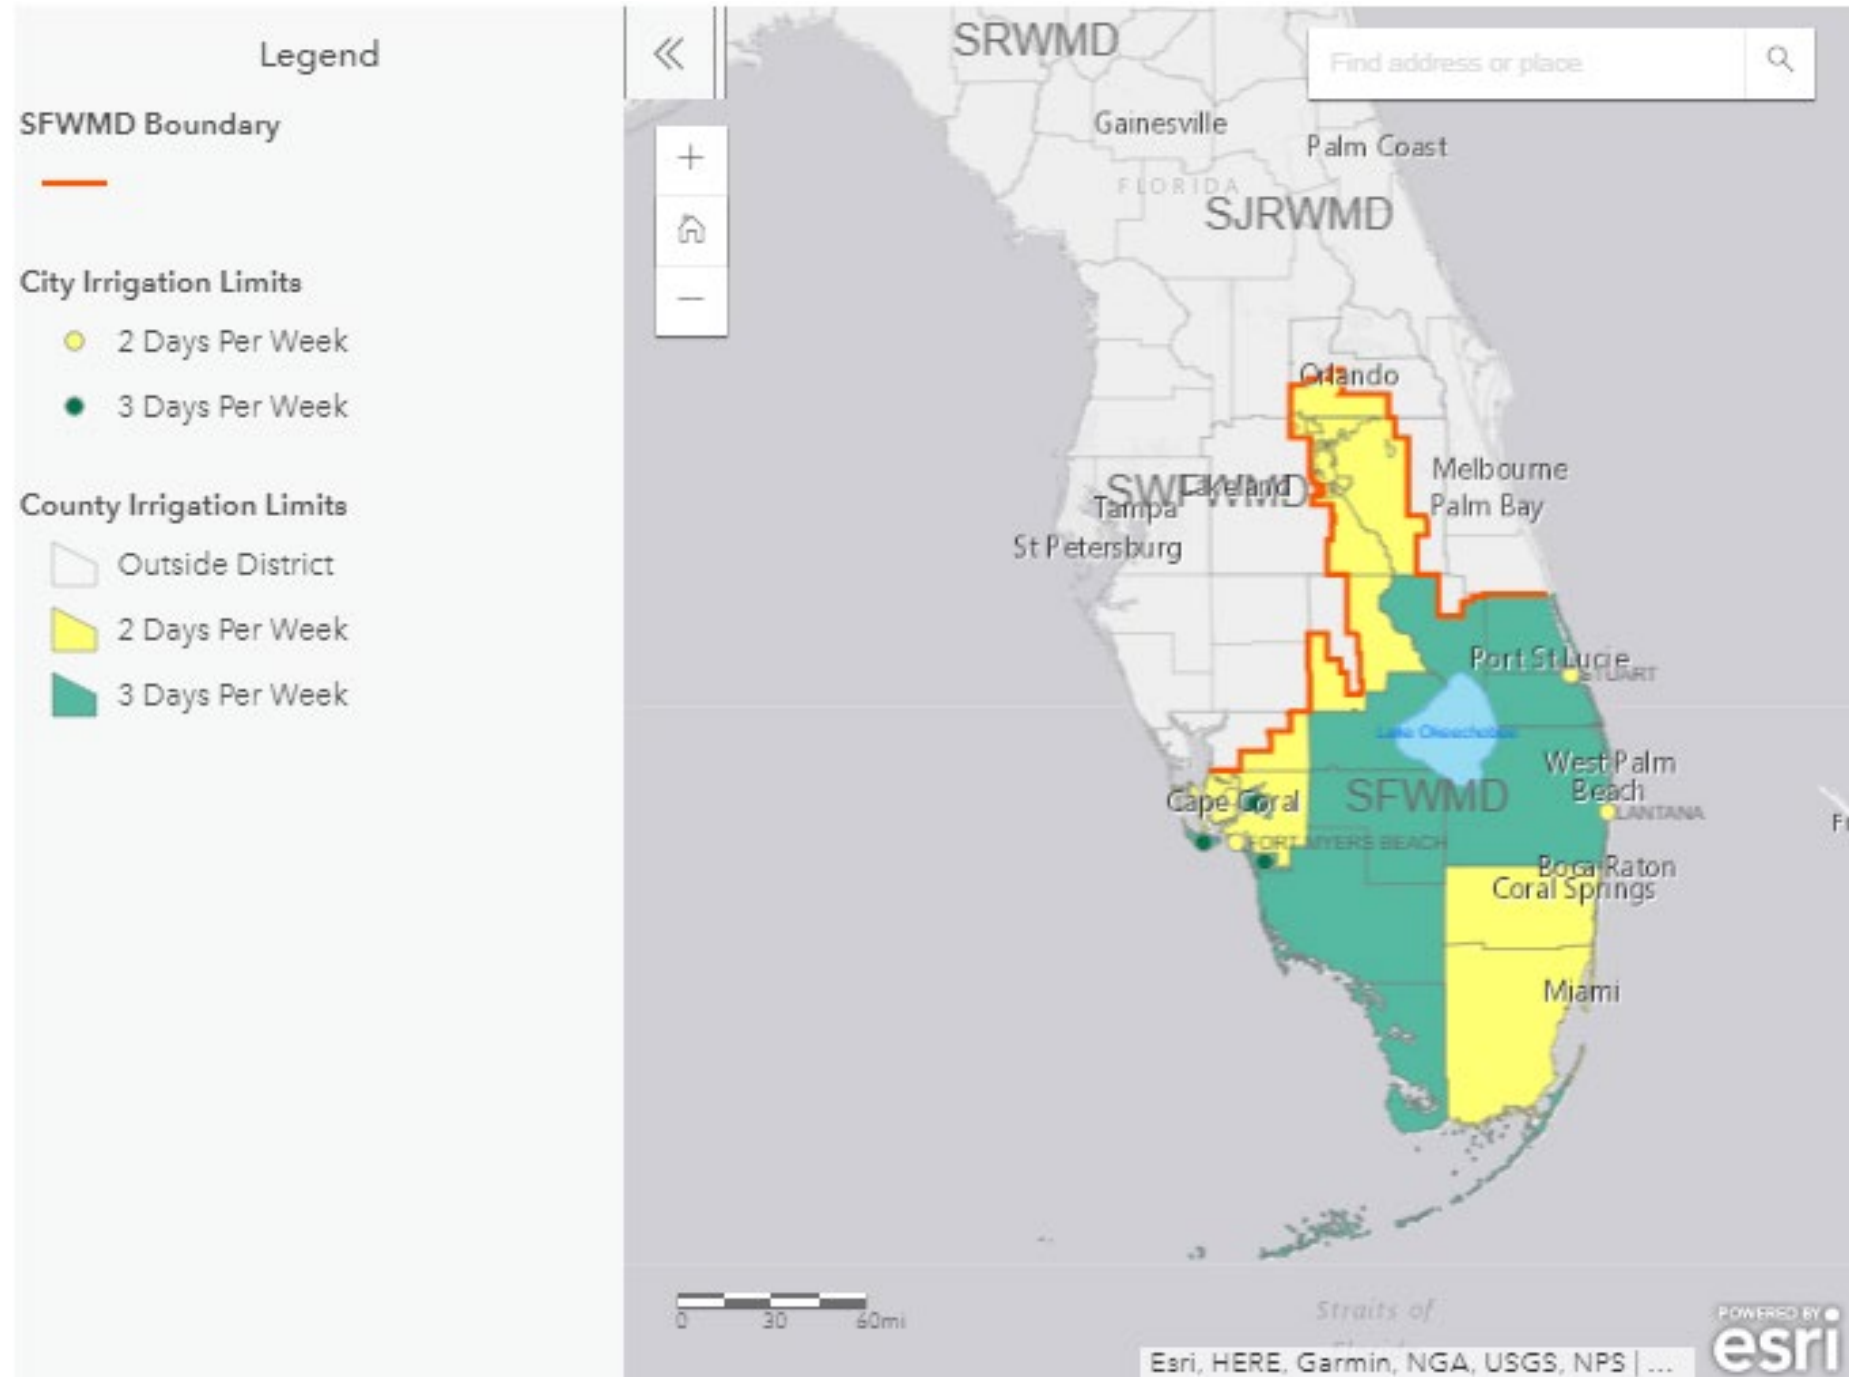 Legend
SFWMD Boundary
City Irrigation Limits
2 Days Per Week
3 Days Per Week
County Irrigation Limits
Outside District
2 Days Per Week
3 Days Per Week
Find address or place
SRWMD
Gainesville
Palm Coast
FLORIDA
SJRWMD
Orlando
Melbourne
SWFWMD
Lakeland
Tampa
Palm Bay
St Petersburg
Port St Lucie
STUART
Lake Okeechobee
West Palm
Beach
SFWMD
Cape Coral
LANTANA
FORT MYERS BEACH
Boca Raton
Coral Springs
Miami
0 30 60mi
Straits of
Esri, HERE, Garmin, NGA, USGS, NPS | ...
POWERED BY
esri